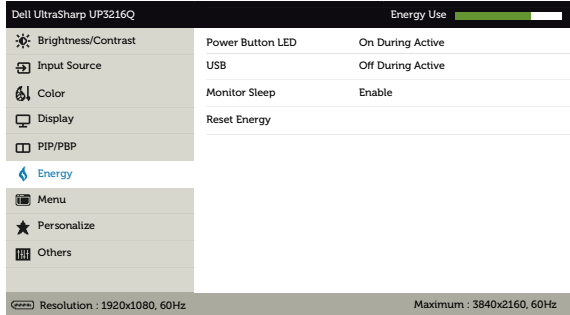 Dell UltraSharp UP3216Q Energy Use
Brightness/Contrast
Input Source
Color
Display
PIP/PBP
Energy
Menu
Personalize
Others
Power Button LED On During Active
USB Off During Active
Monitor Sleep Enable
Reset Energy
Resolution : 1920x1080, 60Hz Maximum : 3840x2160, 60Hz